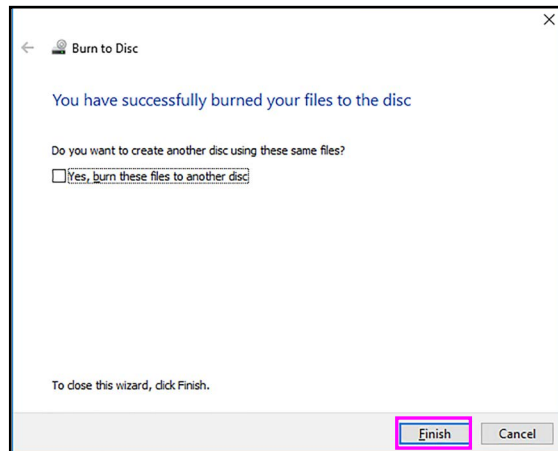 Burn to Disc
You have successfully burned your files to the disc
Do you want to create another disc using these same files?
Yes, burn these files to another disc
To close this wizard, click Finish.
Finish
Cancel